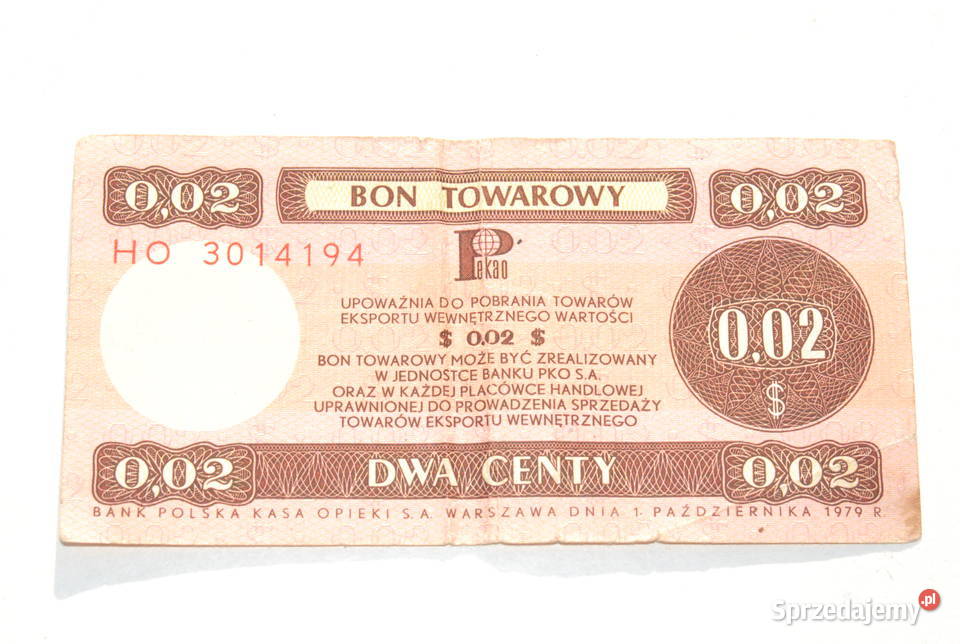 0,02 BON TOWAROWY 0,02
HO 3014194
Pekao
UPOWAŻNIA DO POBRANIA TOWARÓW
EKSPORTU WEWNĘTRZNEGO WARTOŚCI
$ 0,02 $
BON TOWAROWY MOŻE BYĆ ZREALIZOWANY
W JEDNOSTCE BANKU PKO S.A.
ORAZ W KAŻDEJ PLACÓWCE HANDLOWEJ
UPRAWNIONEJ DO PROWADZENIA SPRZEDAŻY
TOWARÓW EKSPORTU WEWNĘTRZNEGO
0,02
$
0,02 DWA CENTY 0,02
BANK POLSKA KASA OPIEKI S.A. WARSZAWA DNIA 1 PAŹDZIERNIKA 1979 R.
Sprzedajemy.pl